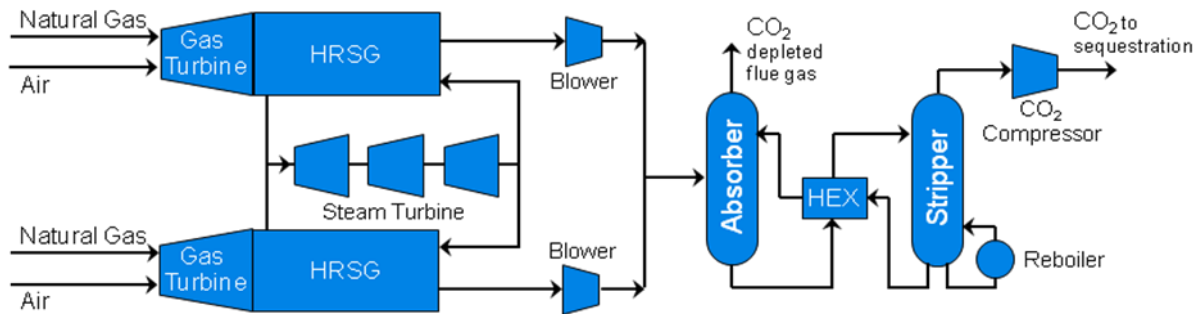 Natural Gas
Air
Gas
Turbine
HRSG
Blower
Steam Turbine
Natural Gas
Air
Gas
Turbine
HRSG
Blower
CO2
depleted
flue gas
Absorber
HEX
Stripper
Reboiler
CO2
Compressor
CO2 to
sequestration